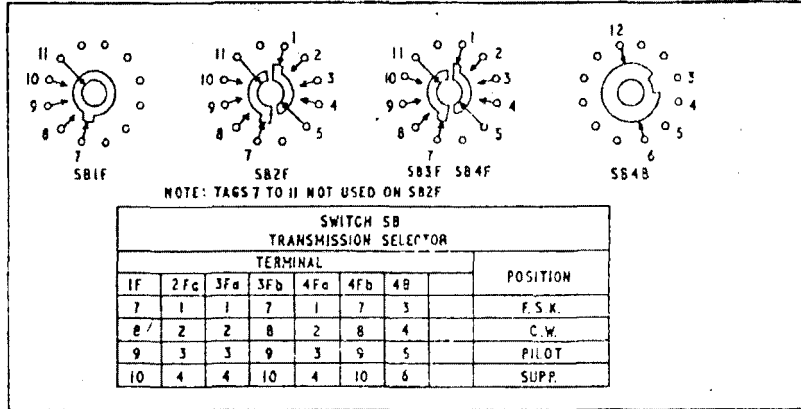 11 10 9 8 7
SB1F
11 10 9 8 7 1 2 3 4 5
SB2F
11 10 9 8 7 1 2 3 4 5
SB3F SB4F
12 3 4 5 6
SB4B
NOTE: TAGS 7 TO 11 NOT USED ON SB2F
SWITCH SB
TRANSMISSION SELECTOR
TERMINAL POSITION
1F 2Fa 3Fa 3Fb 4Fa 4Fb 4B
7 1 1 7 1 7 3 F.S.K.
8 2 2 8 2 8 4 C.W.
9 3 3 9 3 9 5 PILOT
10 4 4 10 4 10 6 SUPP.